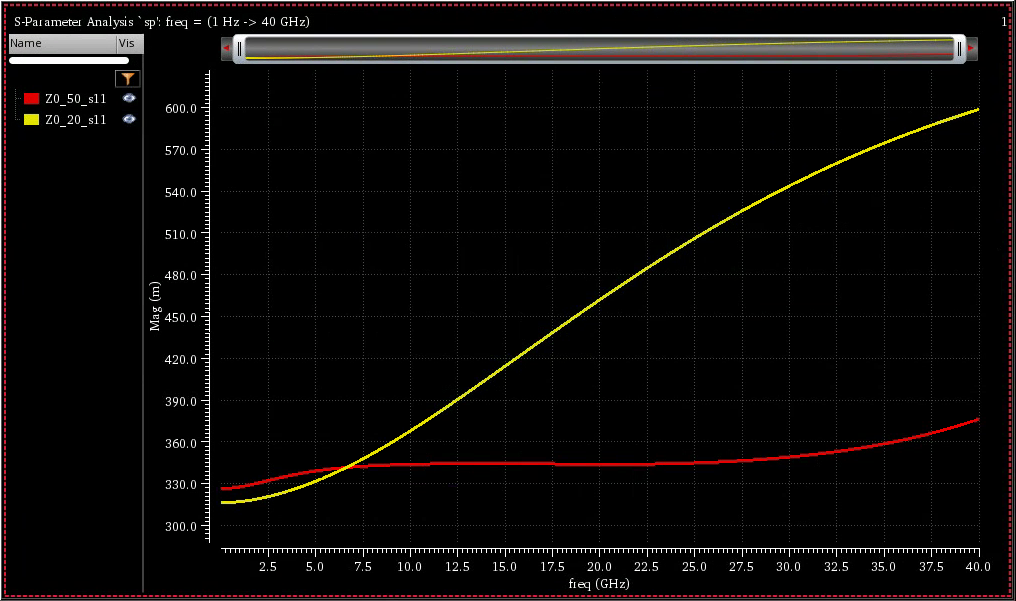 S-Parameter Analysis `sp': freq = (1 Hz -> 40 GHz)
1
Name Vis
Z0_50_s11
Z0_20_s11
Mag (m)
600.0
570.0
540.0
510.0
480.0
450.0
420.0
390.0
360.0
330.0
300.0
2.5 5.0 7.5 10.0 12.5 15.0 17.5 20.0 22.5 25.0 27.5 30.0 32.5 35.0 37.5 40.0
freq (GHz)